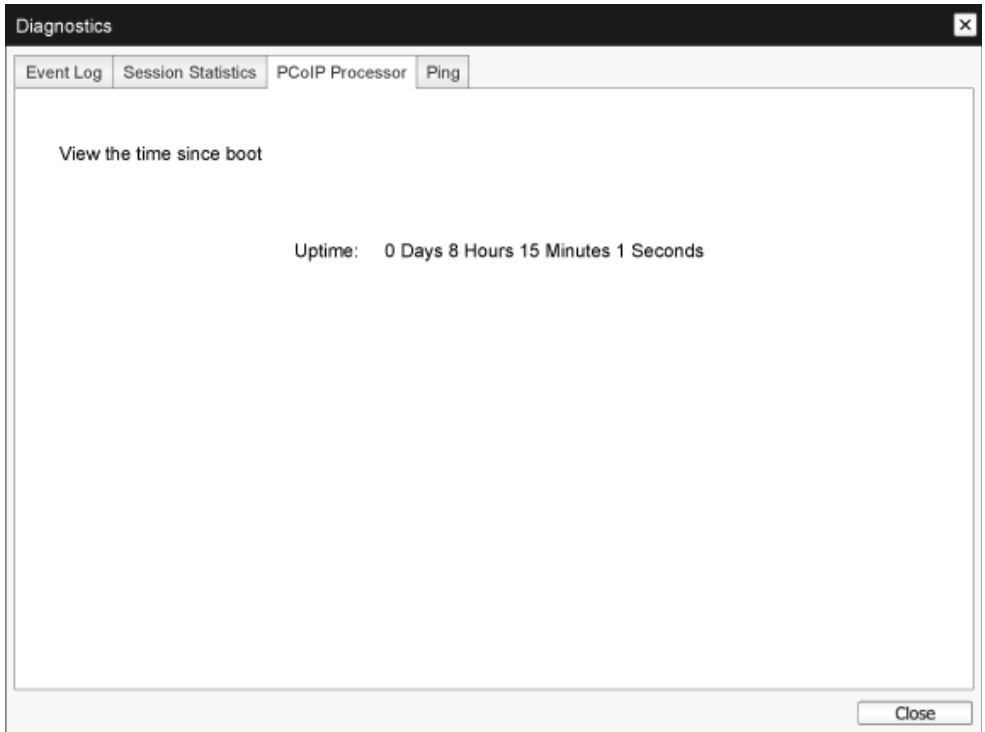 Diagnostics
Event Log Session Statistics PCoIP Processor Ping
View the time since boot
Uptime: 0 Days 8 Hours 15 Minutes 1 Seconds
Close